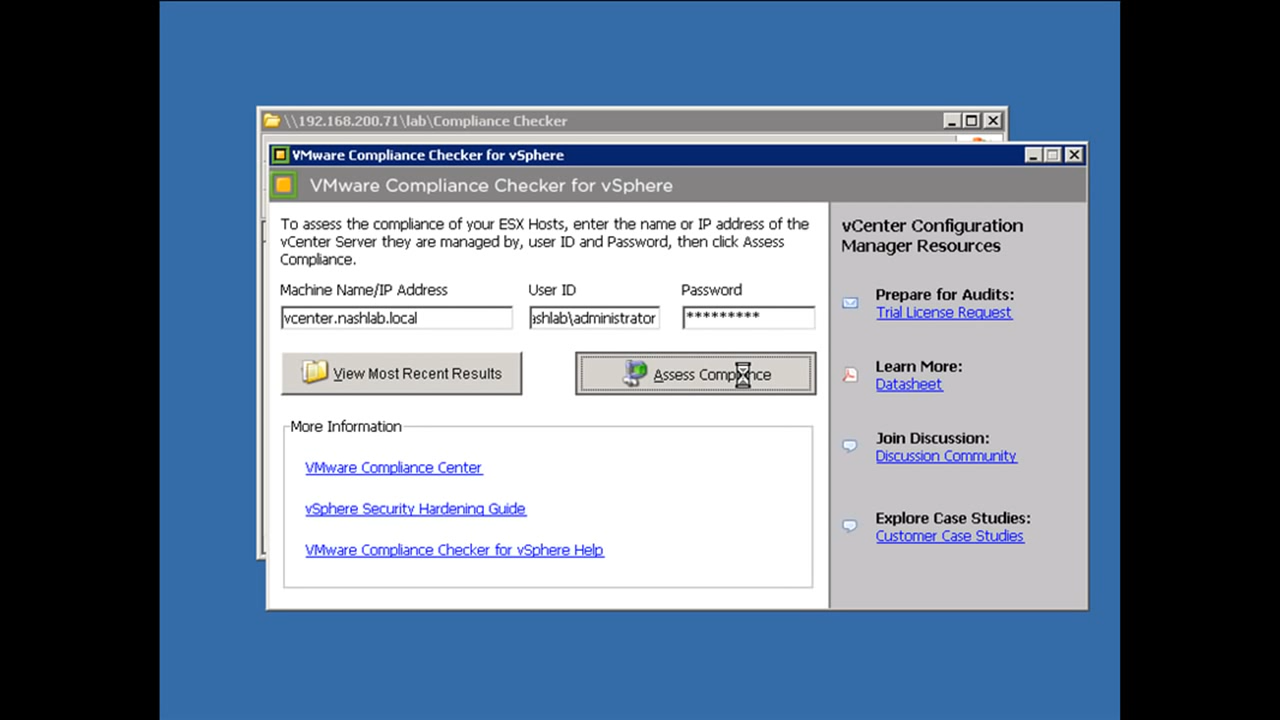 \\192.168.200.71\lab\Compliance Checker
VMware Compliance Checker for vSphere
VMware Compliance Checker for vSphere
To assess the compliance of your ESX Hosts, enter the name or IP address of the
vCenter Server they are managed by, user ID and Password, then click Assess
Compliance.
Machine Name/IP Address
User ID
Password
vcenter.nashlab.local
ashlab\administrator
*********
View Most Recent Results
Assess Compliance
More Information
VMware Compliance Center
vSphere Security Hardening Guide
VMware Compliance Checker for vSphere Help
vCenter Configuration
Manager Resources
Prepare for Audits:
Trial License Request
Learn More:
Datasheet
Join Discussion:
Discussion Community
Explore Case Studies:
Customer Case Studies